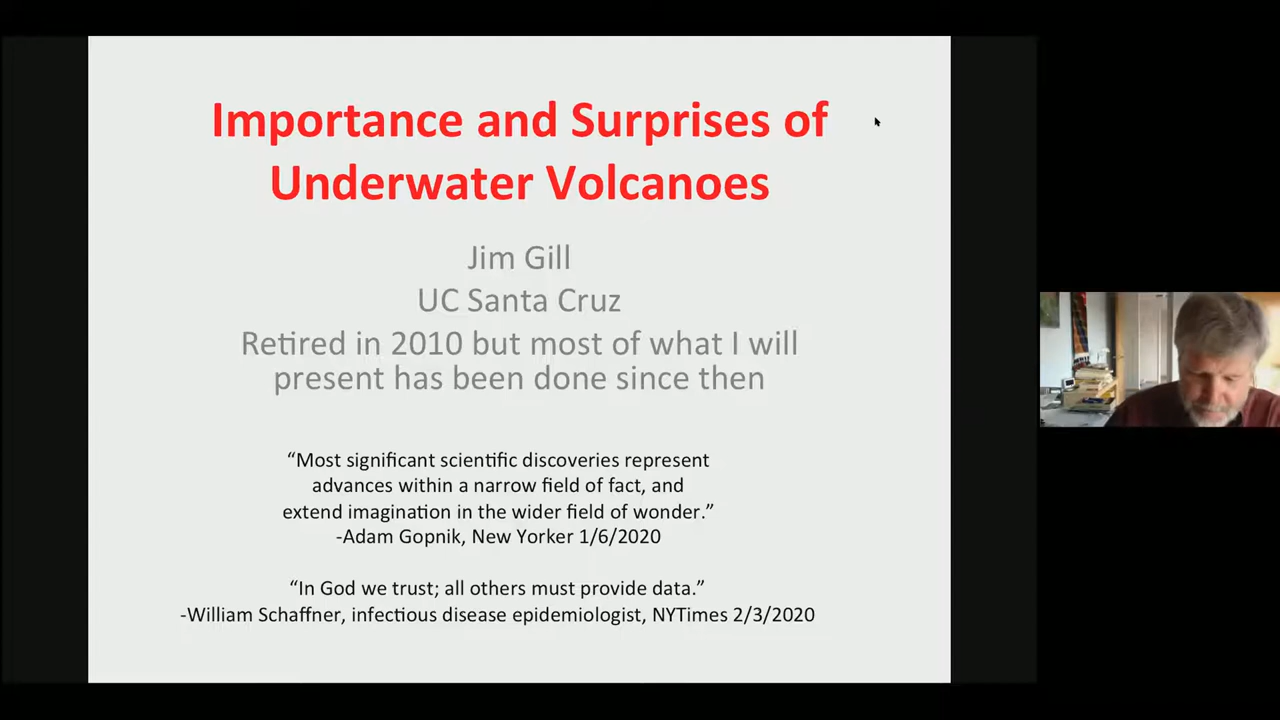 Importance and Surprises of
Underwater Volcanoes
Jim Gill
UC Santa Cruz
Retired in 2010 but most of what I will
present has been done since then
“Most significant scientific discoveries represent
advances within a narrow field of fact, and
extend imagination in the wider field of wonder.”
-Adam Gopnik, New Yorker 1/6/2020
“In God we trust; all others must provide data.”
-William Schaffner, infectious disease epidemiologist, NYTimes 2/3/2020